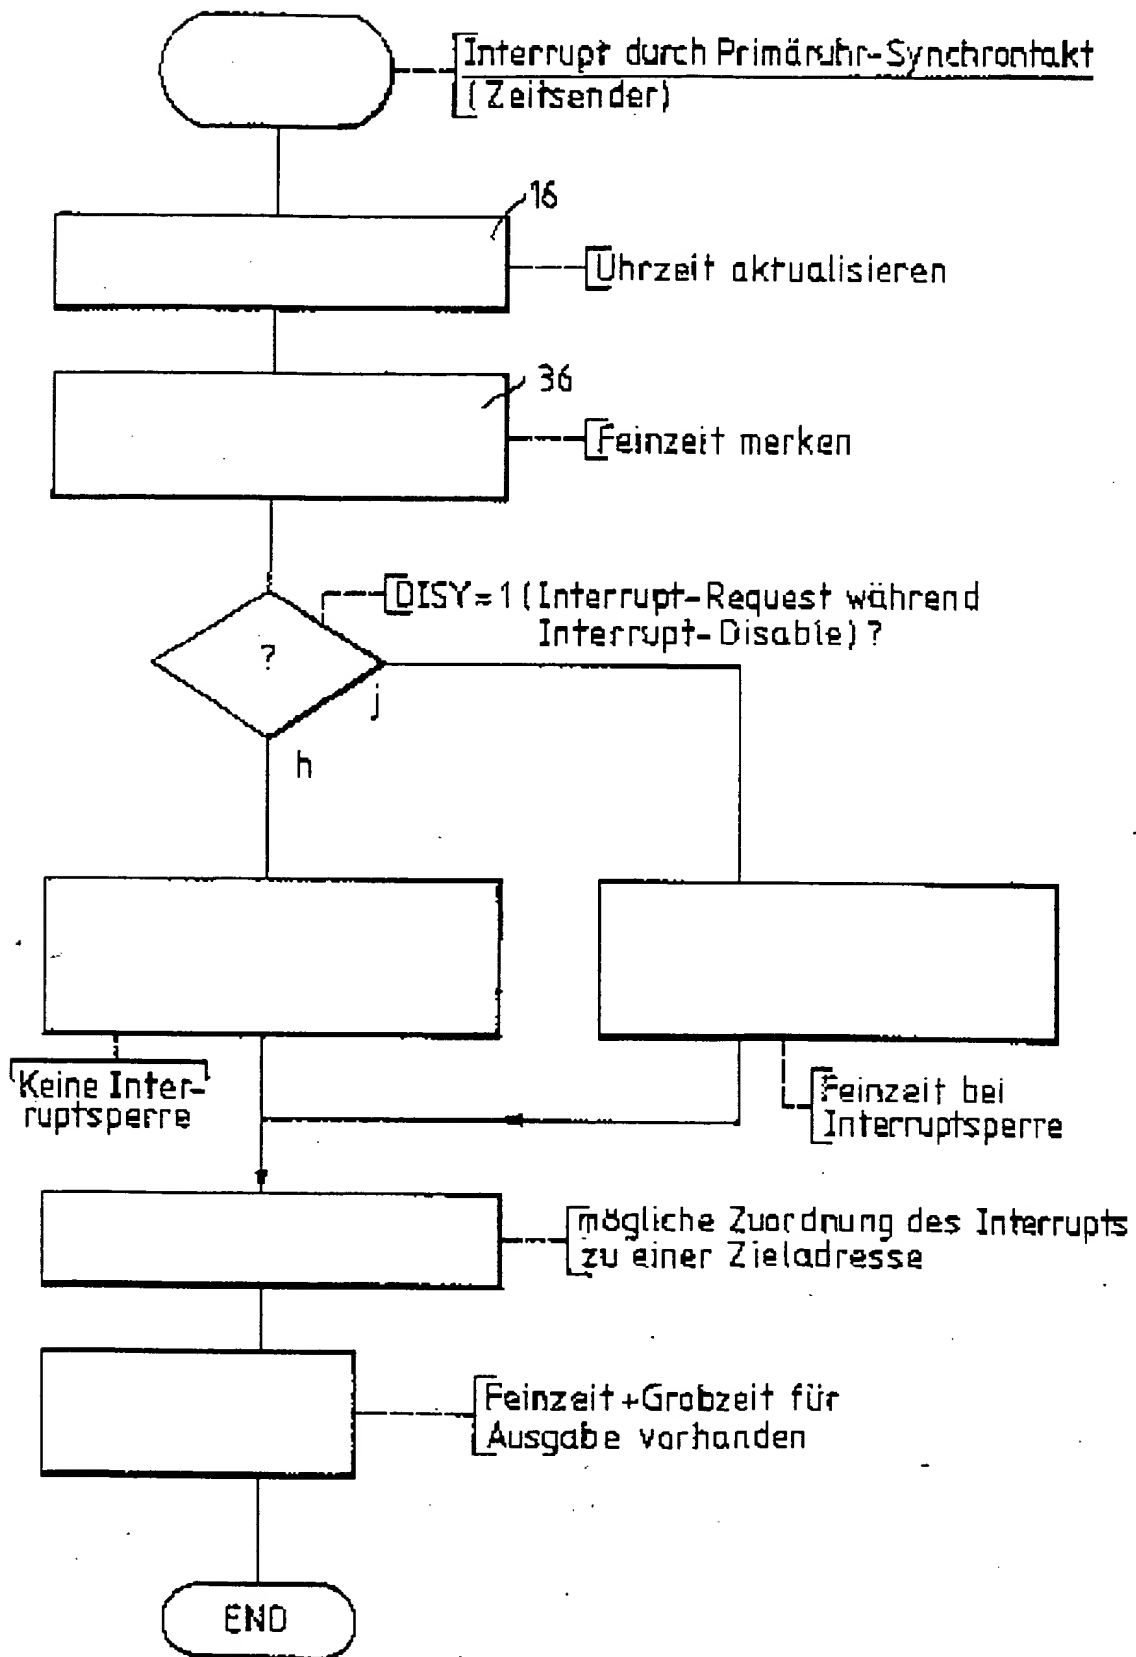 Interrupt durch Primäruhr-Synchrontakt
(Zeitsender)
16
Uhrzeit aktualisieren
36
Feinzeit merken
DISY=1 (Interrupt-Request während
Interrupt-Disable) ?
?
j
h
Keine Inter-
ruptsperre
Feinzeit bei
Interruptsperre
mögliche Zuordnung des Interrupts
zu einer Zieladresse
Feinzeit+Grobzeit für
Ausgabe vorhanden
END